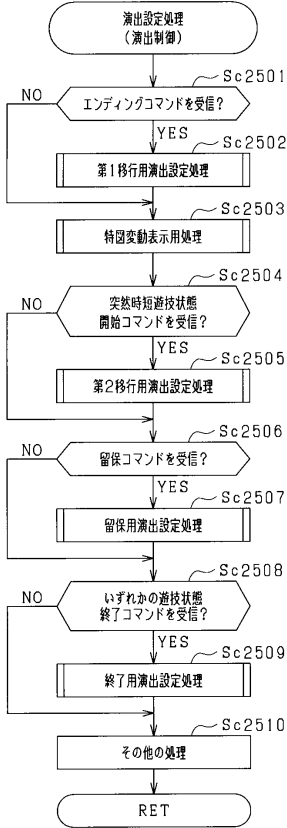 演出設定処理
(演出制御)
Sc2501
NO
エンディングコマンドを受信?
YES
Sc2502
第1移行用演出設定処理
Sc2503
特図変動表示用処理
Sc2504
NO
突然時短遊技状態
開始コマンドを受信?
YES
Sc2505
第2移行用演出設定処理
Sc2506
NO
留保コマンドを受信?
YES
Sc2507
留保用演出設定処理
Sc2508
NO
いずれかの遊技状態
終了コマンドを受信?
YES
Sc2509
終了用演出設定処理
Sc2510
その他の処理
RET